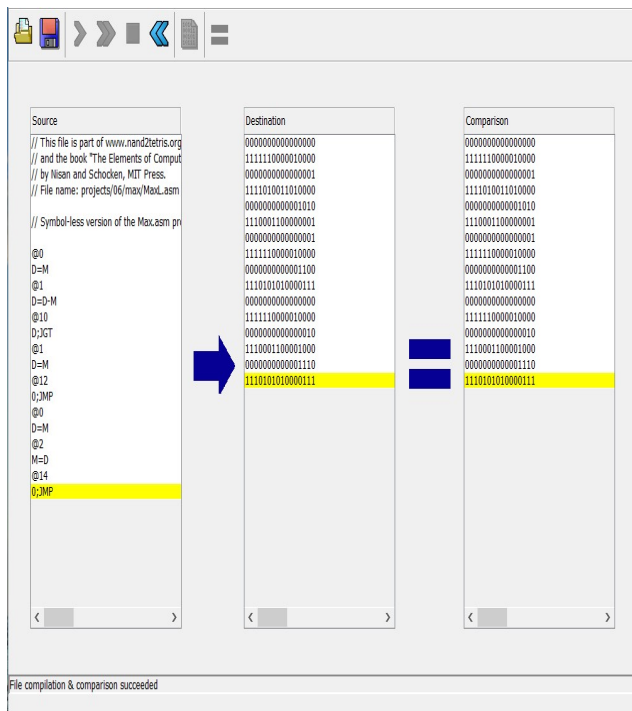 Source
// This file is part of www.nand2tetris.org
// and the book "The Elements of Comput
// by Nisan and Schocken, MIT Press.
// File name: projects/06/max/MaxL.asm
// Symbol-less version of the Max.asm pro
@0
D=M
@1
D=D-M
@10
D;JGT
@1
D=M
@12
0;JMP
@0
D=M
@2
M=D
@14
0;JMP
Destination
0000000000000000
1111110000010000
0000000000000001
1111010011010000
0000000000001010
1110001100000001
0000000000000001
1111110000010000
0000000000001100
1110101010000111
0000000000000000
1111110000010000
0000000000000010
1110001100001000
0000000000001110
1110101010000111
Comparison
0000000000000000
1111110000010000
0000000000000001
1111010011010000
0000000000001010
1110001100000001
0000000000000001
1111110000010000
0000000000001100
1110101010000111
0000000000000000
1111110000010000
0000000000000010
1110001100001000
0000000000001110
1110101010000111
File compilation & comparison succeeded